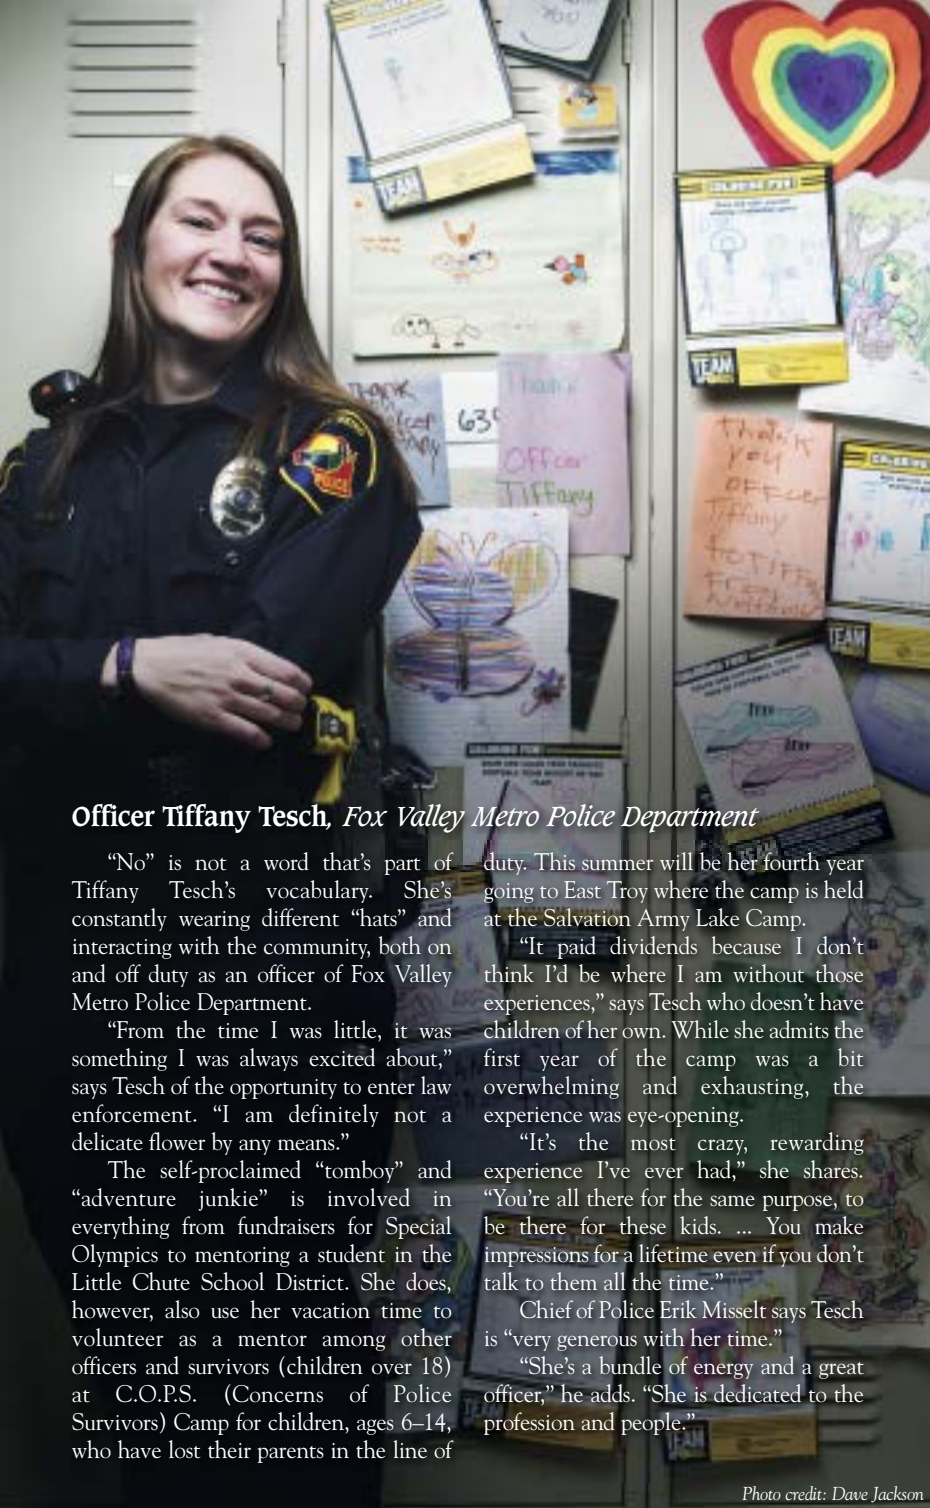 YOU
TEAM
COLORING FUN!
TEAM
Thank
639
Thank
Officer
Tiffany
Thank
you
officer
Tiffany
TEAM
POLICE
Officer Tiffany Tesch, Fox Valley Metro Police Department
“No” is not a word that’s part of
Tiffany Tesch’s vocabulary. She’s
constantly wearing different “hats” and
interacting with the community, both on
and off duty as an officer of Fox Valley
Metro Police Department.
“From the time I was little, it was
something I was always excited about,”
says Tesch of the opportunity to enter law
enforcement. “I am definitely not a
delicate flower by any means.”
The self-proclaimed “tomboy” and
“adventure junkie” is involved in
everything from fundraisers for Special
Olympics to mentoring a student in the
Little Chute School District. She does,
however, also use her vacation time to
volunteer as a mentor among other
officers and survivors (children over 18)
at C.O.P.S. (Concerns of Police
Survivors) Camp for children, ages 6–14,
who have lost their parents in the line of
duty. This summer will be her fourth year
going to East Troy where the camp is held
at the Salvation Army Lake Camp.
“It paid dividends because I don’t
think I’d be where I am without those
experiences,” says Tesch who doesn’t have
children of her own. While she admits the
first year of the camp was a bit
overwhelming and exhausting, the
experience was eye-opening.
“It’s the most crazy, rewarding
experience I’ve ever had,” she shares.
“You’re all there for the same purpose, to
be there for these kids. ... You make
impressions for a lifetime even if you don’t
talk to them all the time.”
Chief of Police Erik Misselt says Tesch
is “very generous with her time.”
“She’s a bundle of energy and a great
officer,” he adds. “She is dedicated to the
profession and people.”
TEAM
Photo credit: Dave Jackson